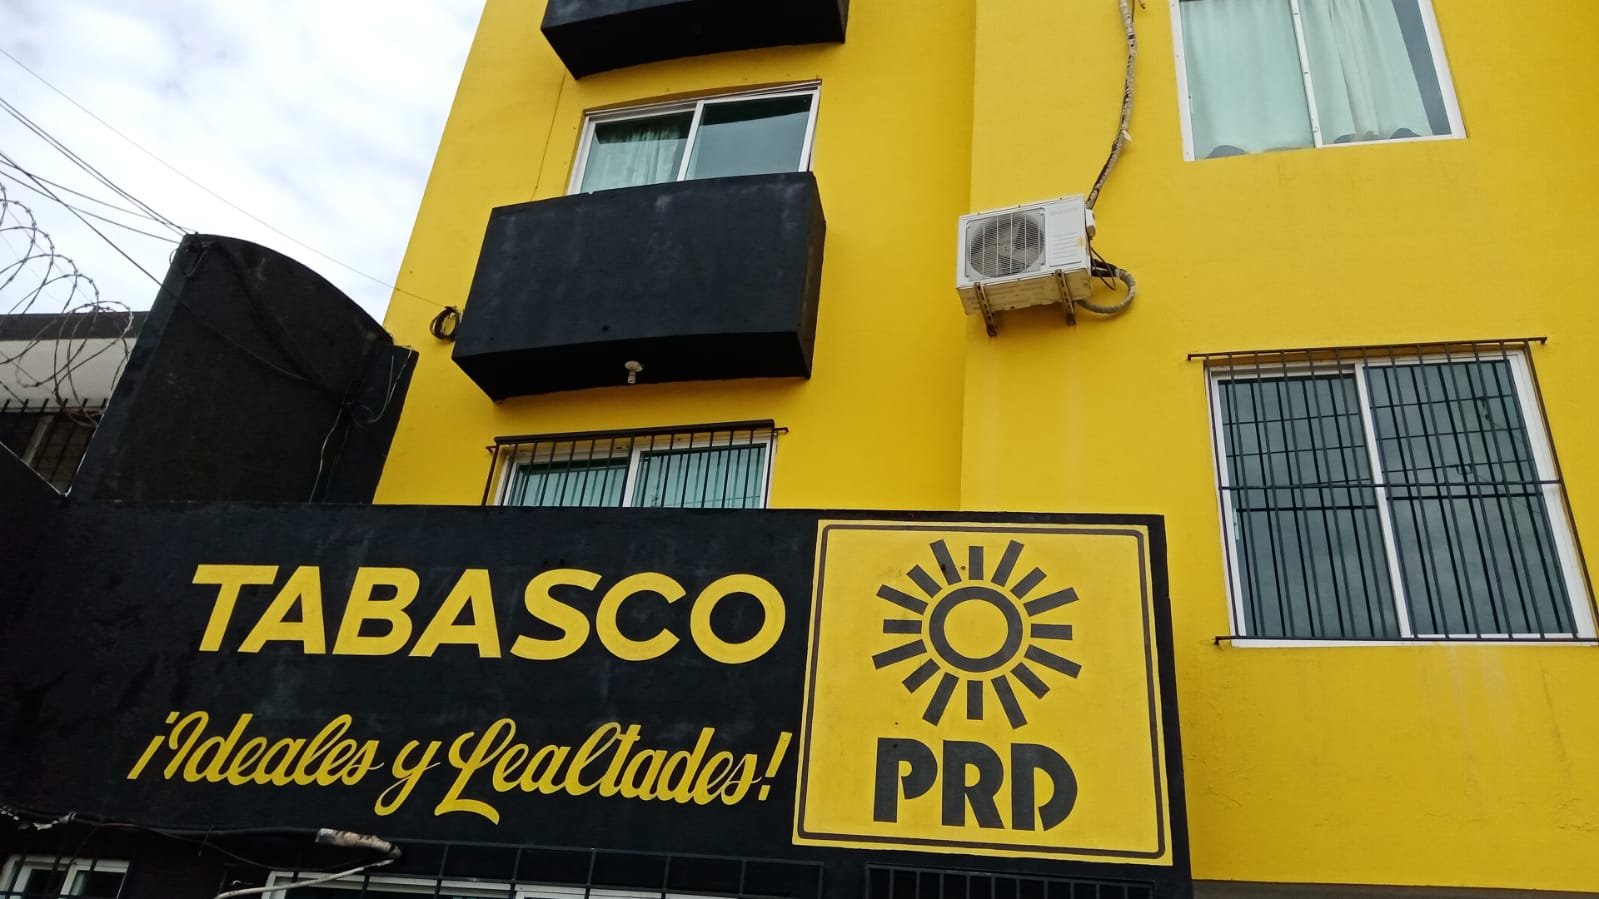 TABASCO
¡Ideales y Lealtades!
PRD